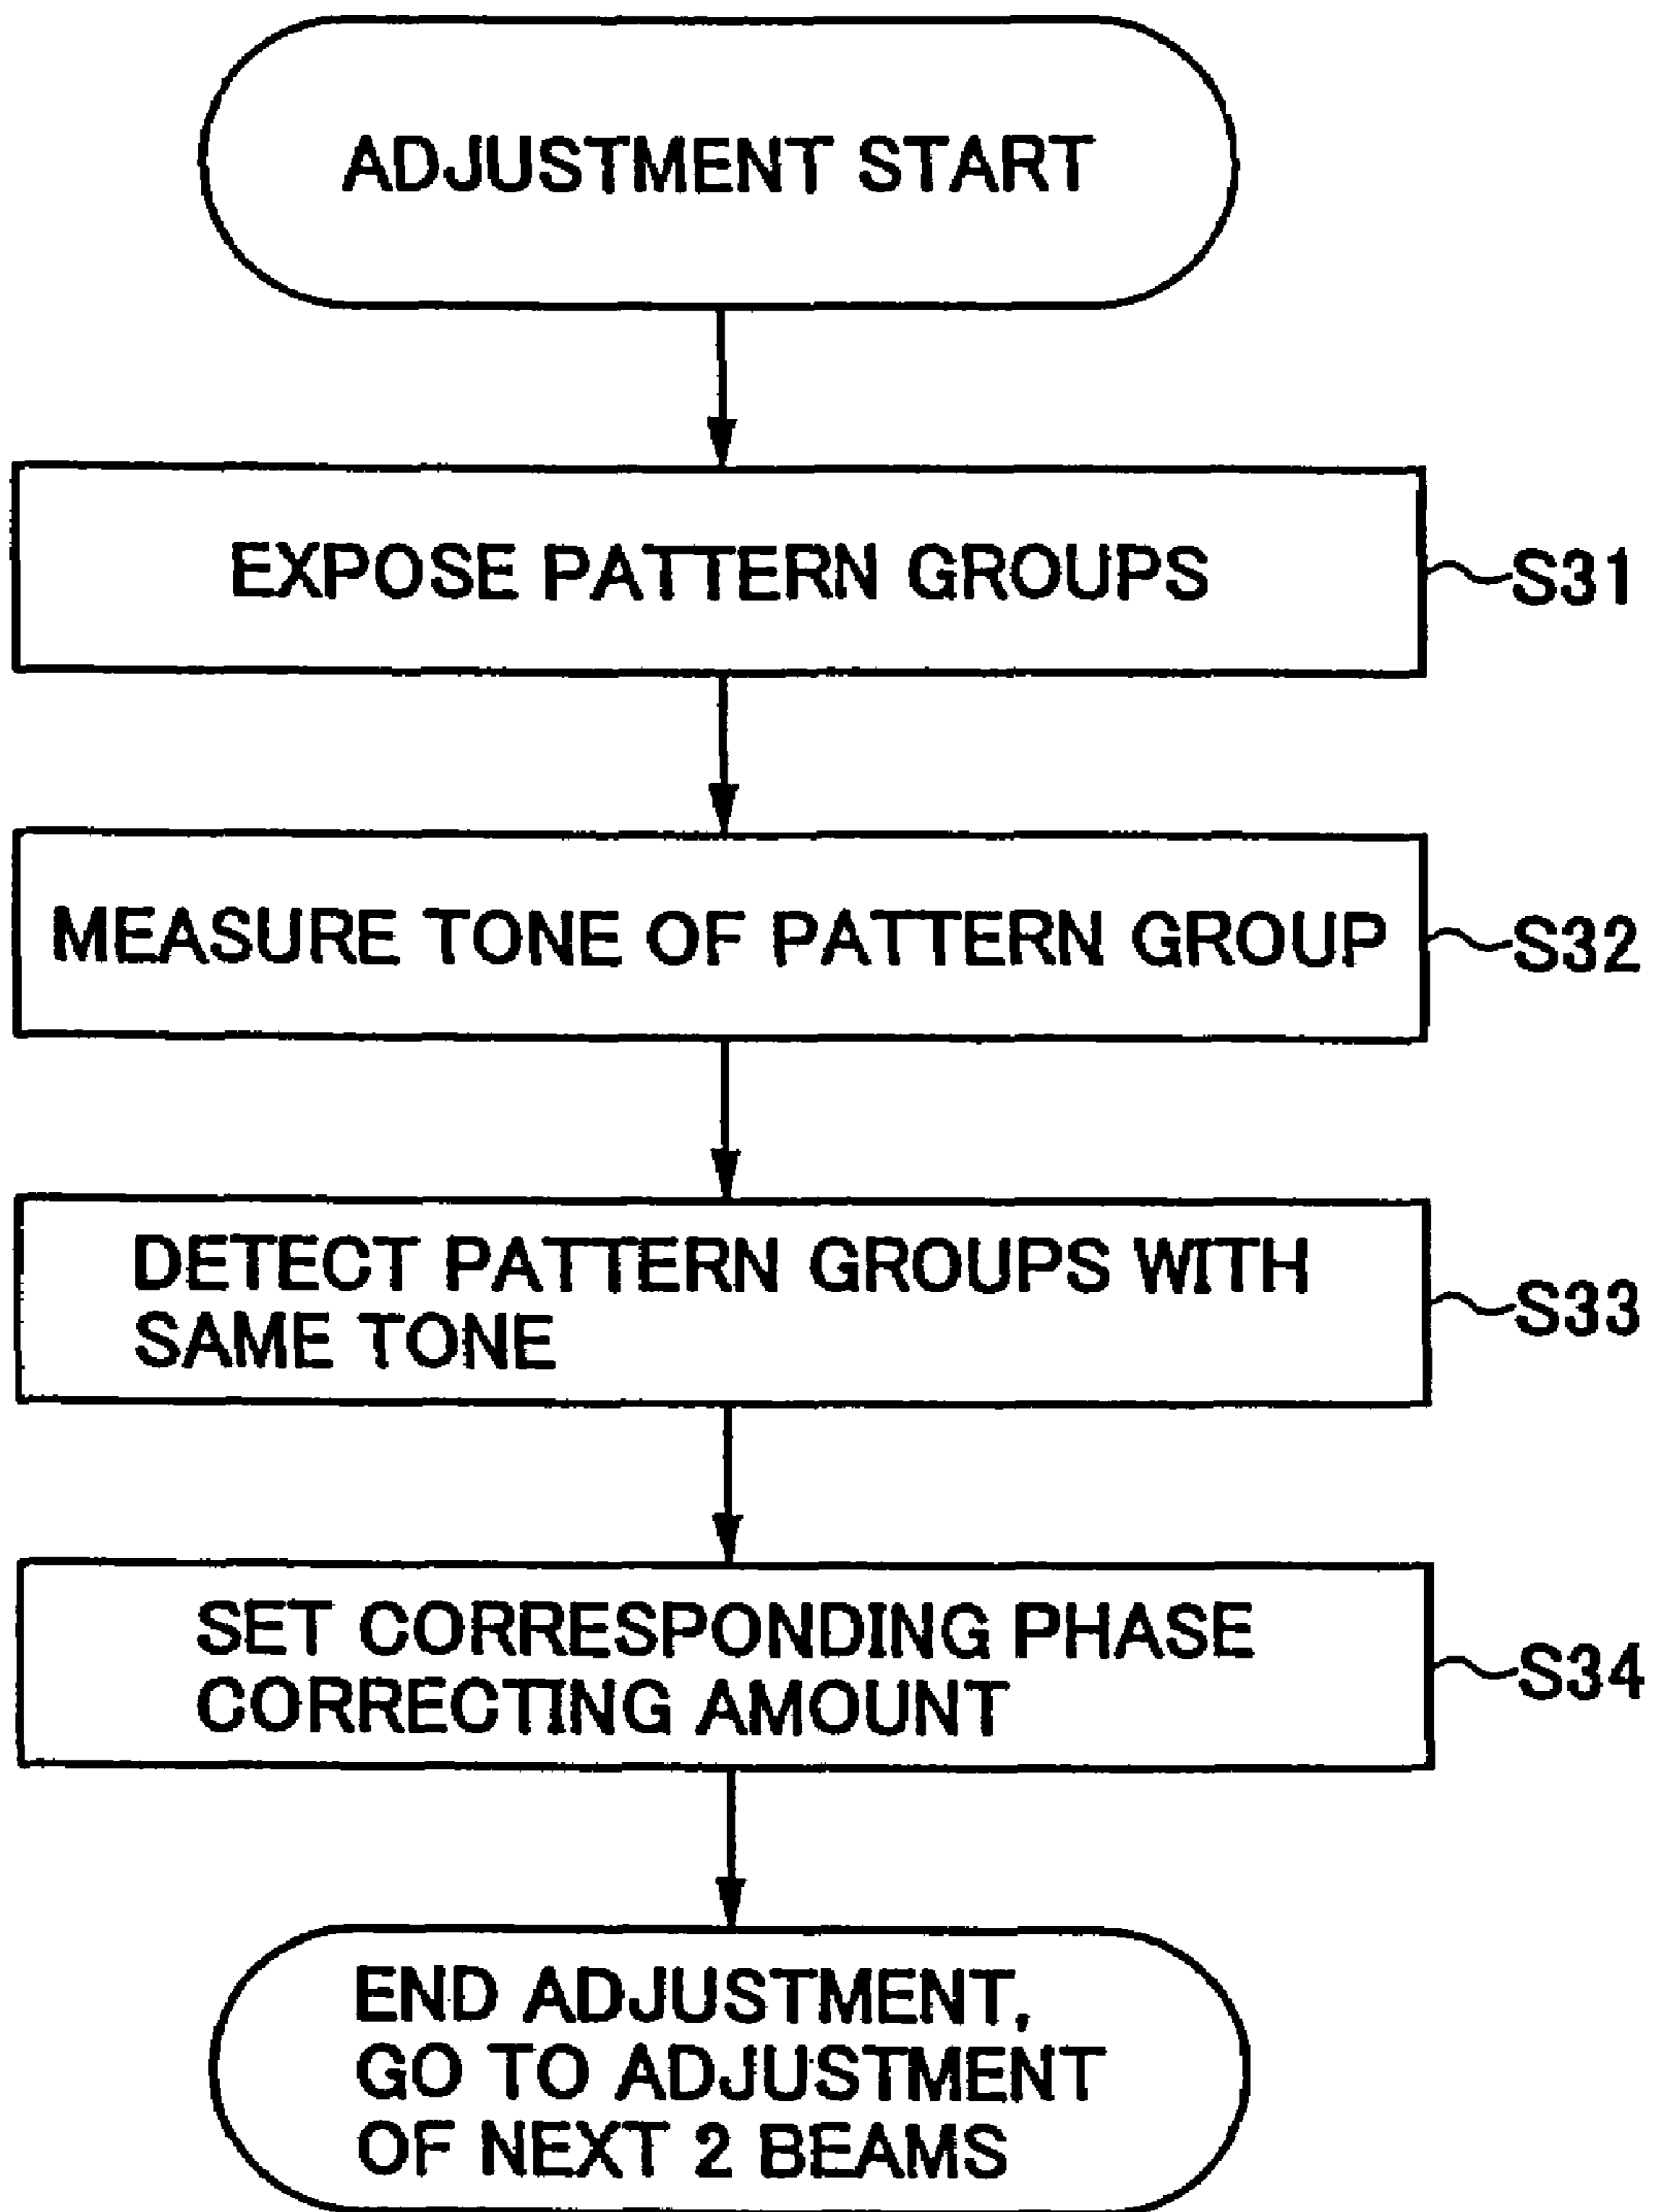 ADJUSTMENT START
EXPOSE PATTERN GROUPS
S31
MEASURE TONE OF PATTERN GROUP
S32
DETECT PATTERN GROUPS WITH
SAME TONE
S33
SET CORRESPONDING PHASE
CORRECTING AMOUNT
S34
END ADJUSTMENT,
GO TO ADJUSTMENT
OF NEXT 2 BEAMS